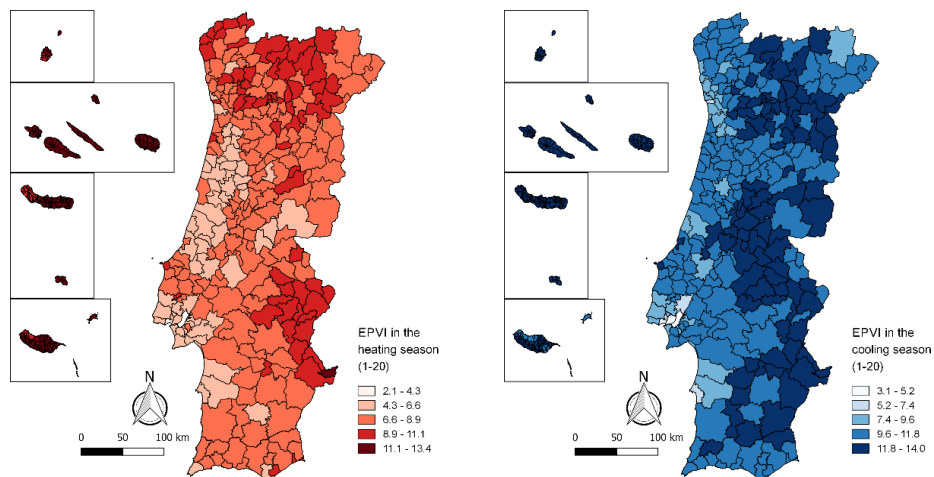 EPVI in the
heating season
(1-20)
2.1 - 4.3
4.3 - 6.6
6.6 - 8.9
8.9 - 11.1
11.1 - 13.4
N
0 50 100 km
EPVI in the
cooling season
(1-20)
3.1 - 5.2
5.2 - 7.4
7.4 - 9.6
9.6 - 11.8
11.8 - 14.0
N
0 50 100 km